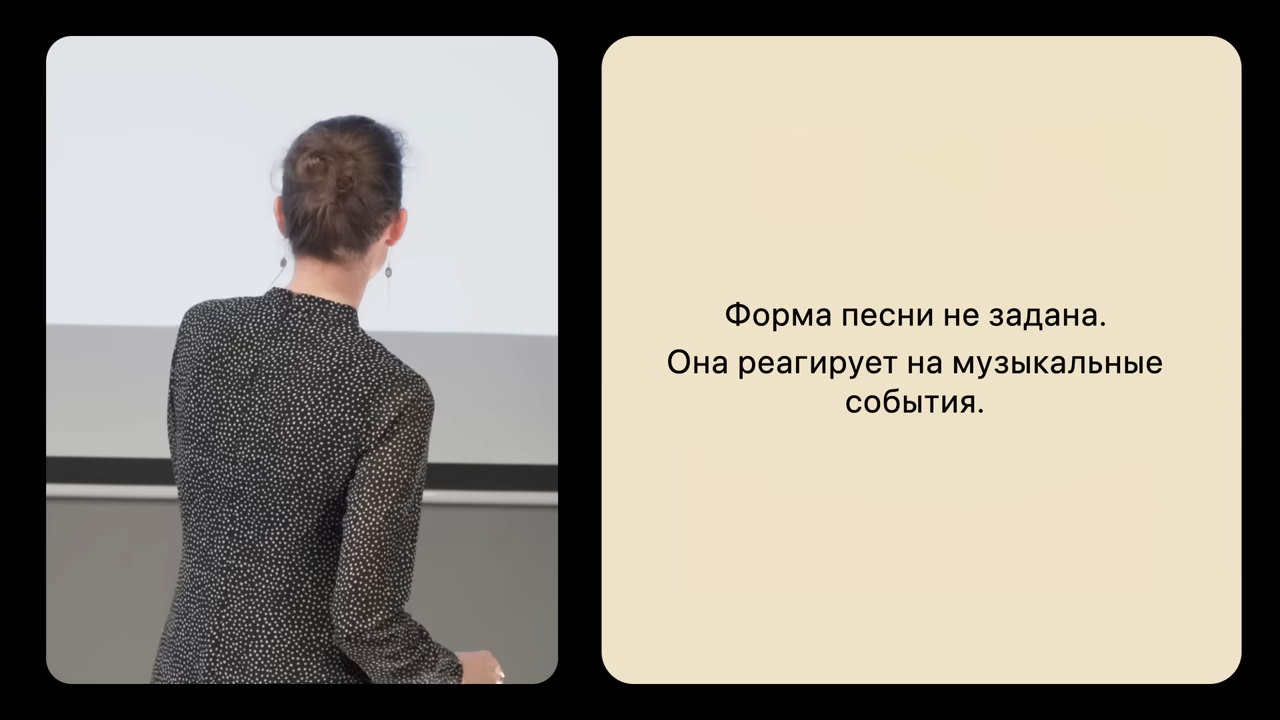 Форма песни не задана.
Она реагирует на музыкальные
события.